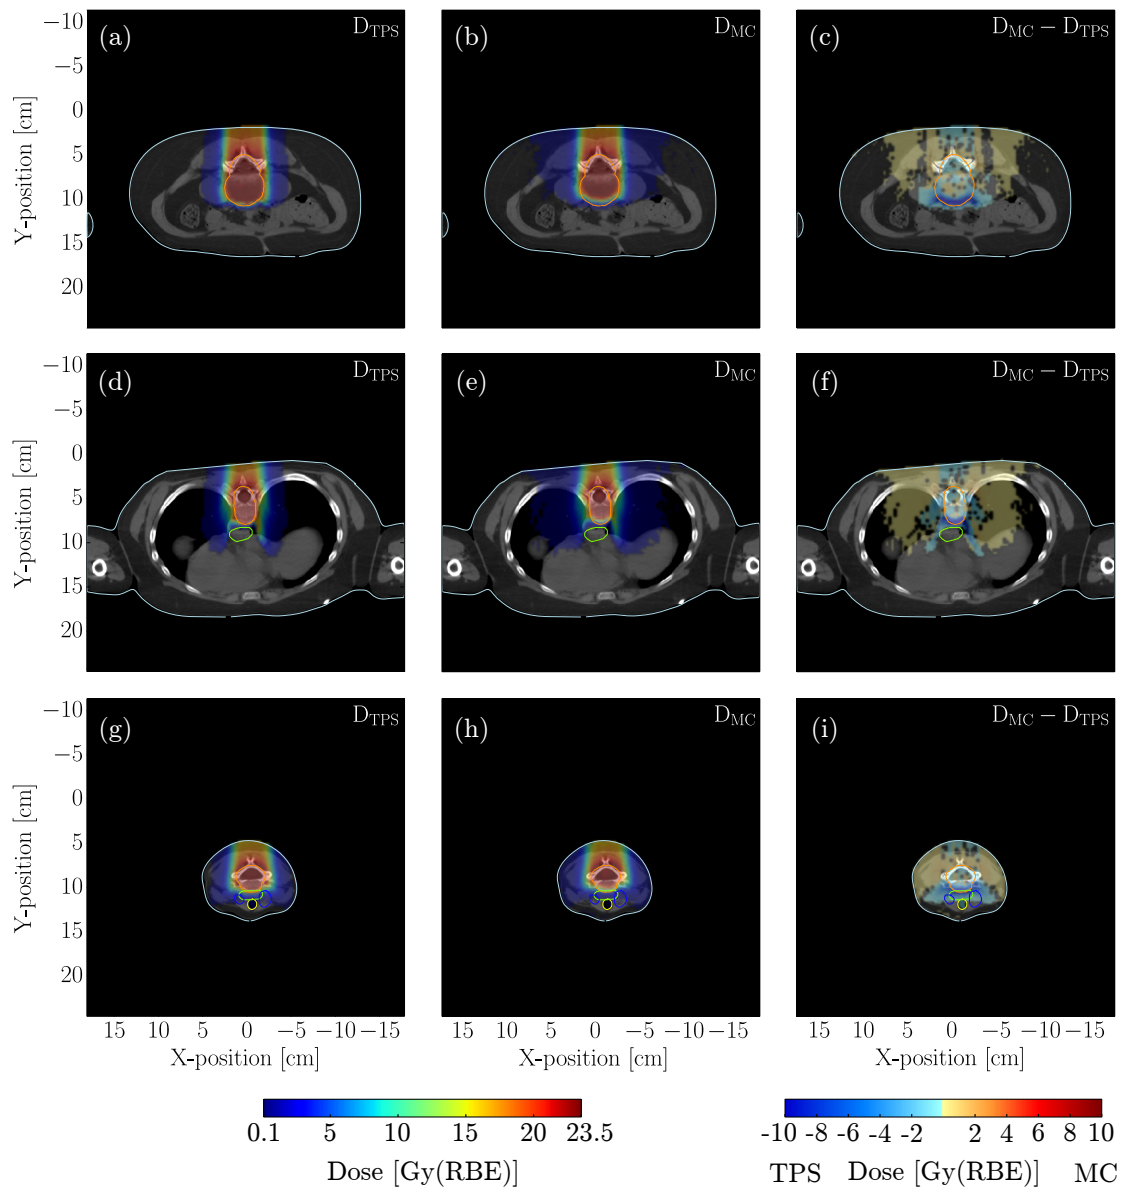 (a) D_TPS (b) D_MC (c) D_MC − D_TPS
Y-position [cm]
−10
−5
0
5
10
15
20
(d) D_TPS (e) D_MC (f) D_MC − D_TPS
Y-position [cm]
−10
−5
0
5
10
15
20
(g) D_TPS (h) D_MC (i) D_MC − D_TPS
Y-position [cm]
−10
−5
0
5
10
15
20
15 10 5 0 −5 −10 −15 15 10 5 0 −5 −10 −15 15 10 5 0 −5 −10 −15
X-position [cm] X-position [cm] X-position [cm]
0.1 5 10 15 20 23.5 -10 -8 -6 -4 -2 2 4 6 8 10
Dose [Gy(RBE)] TPS Dose [Gy(RBE)] MC